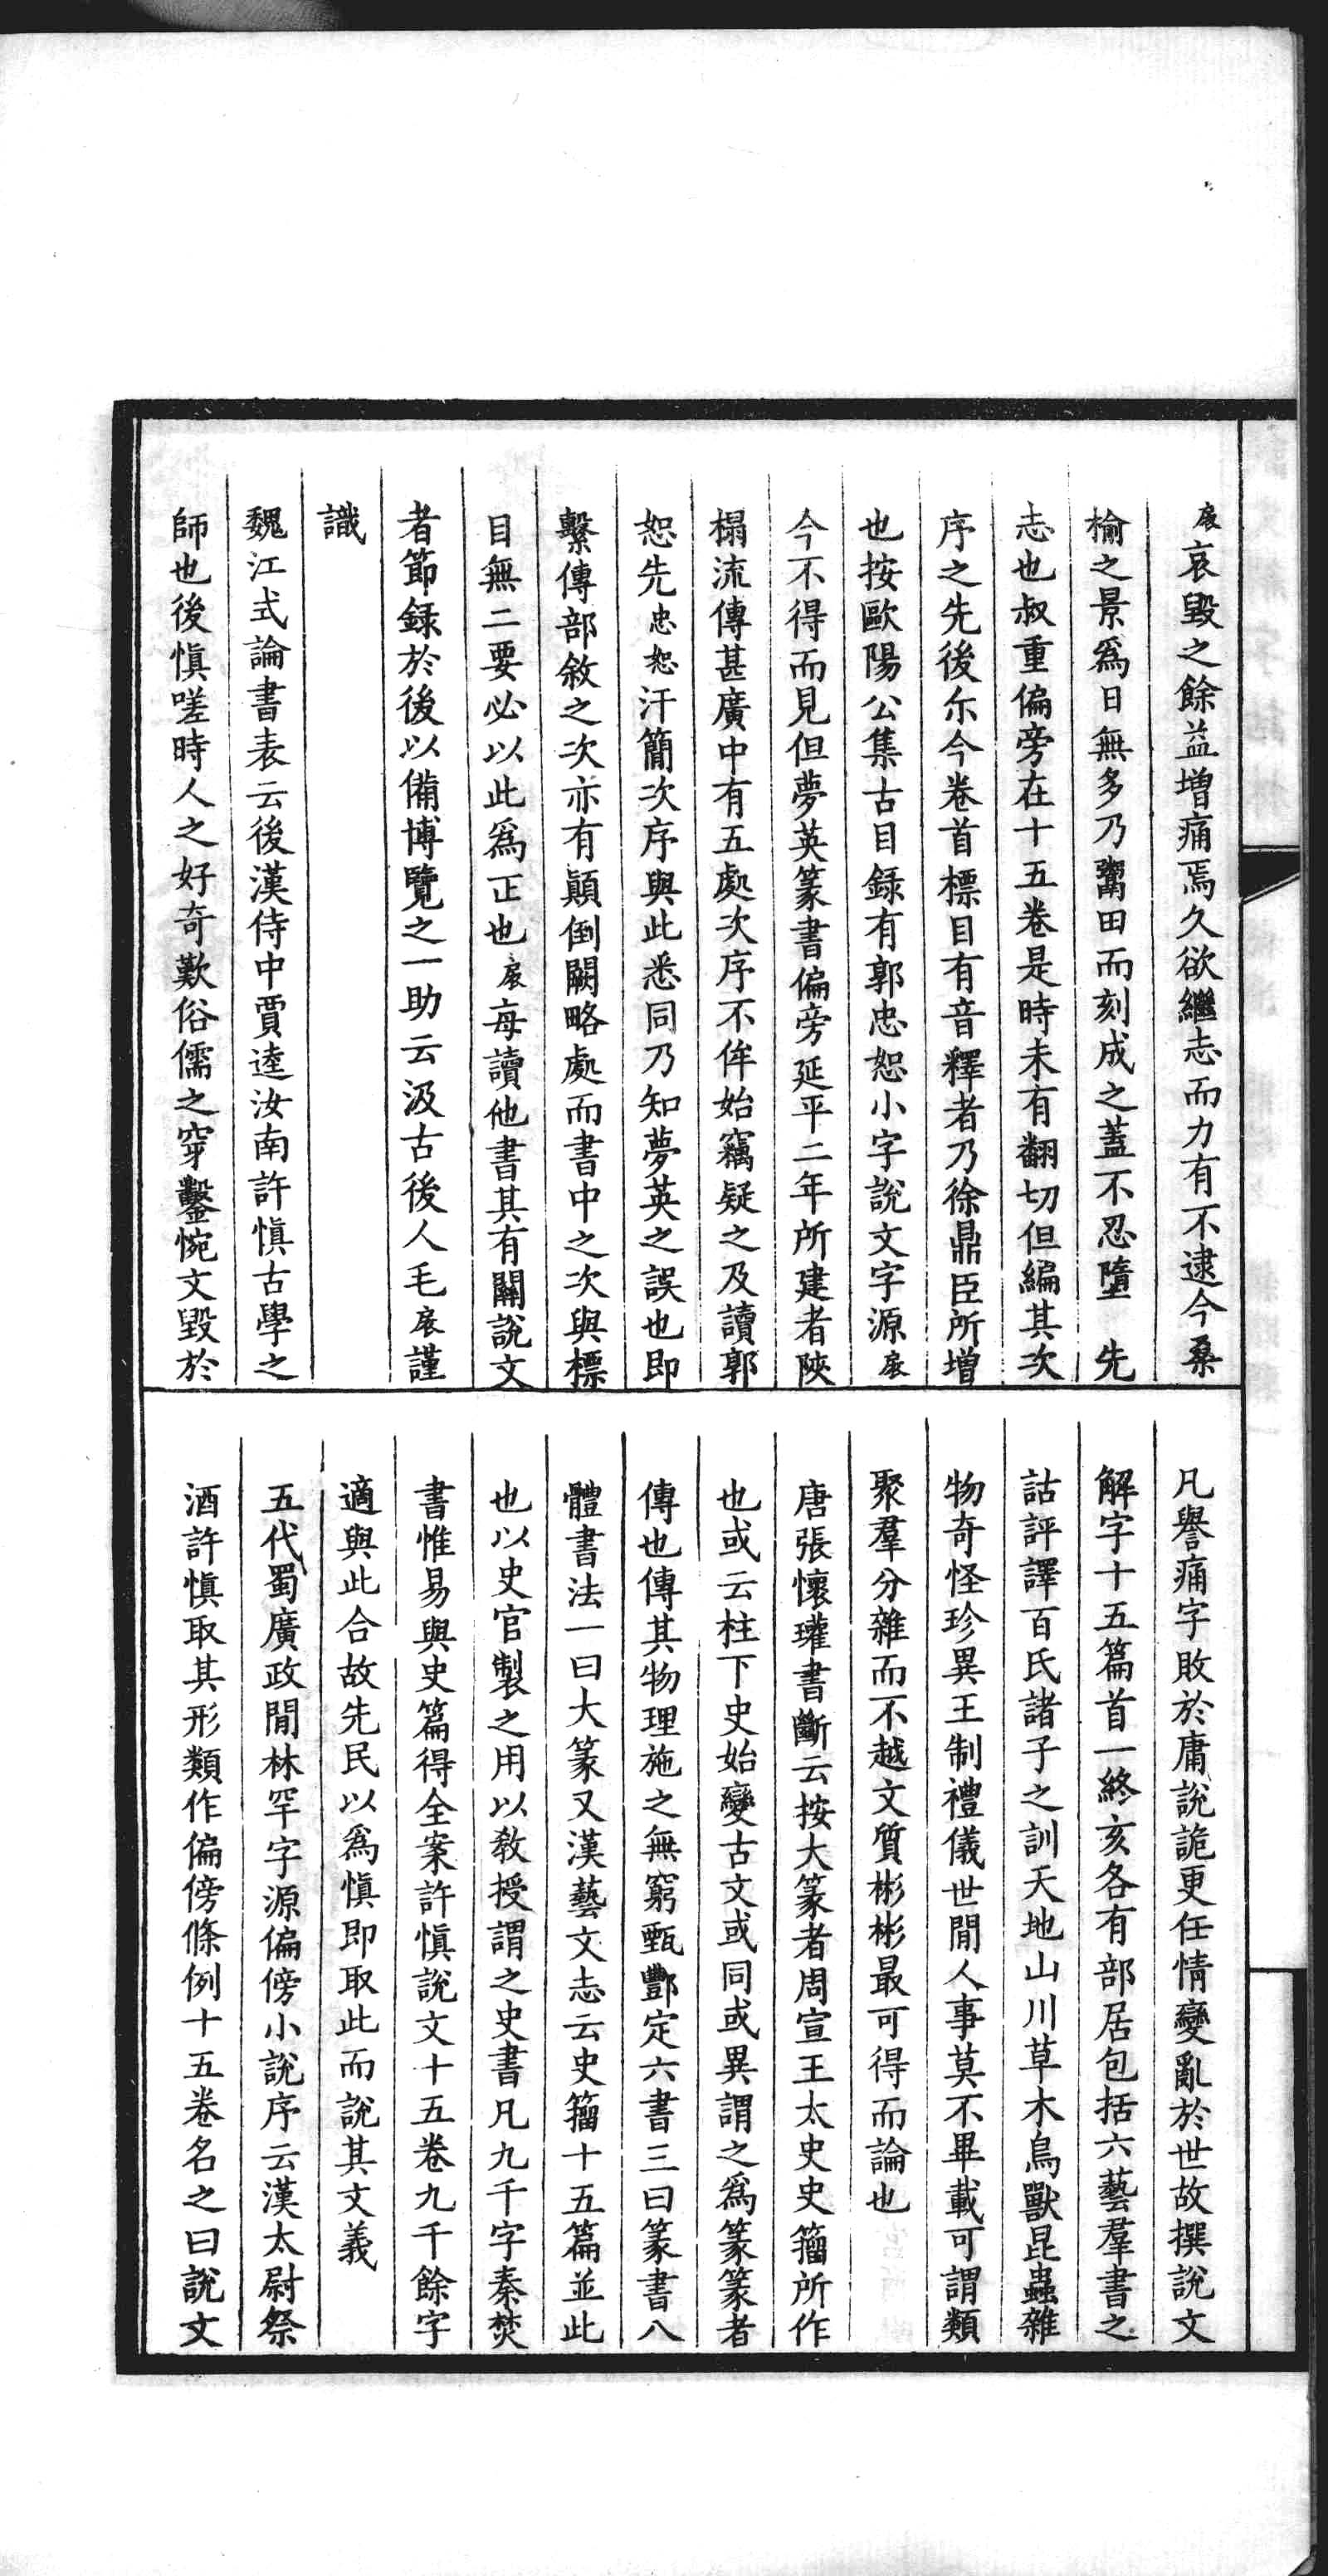 扆哀毀之餘益增痛焉久欲繼志而力有不逮今桑
榆之景爲日無多乃鬻田而刻成之蓋不忍墮　先
志也叔重偏旁在十五卷是時未有翻切但編其次
序之先後尓今卷首標目有音釋者乃徐鼎臣所增
也按歐陽公集古目録有郭忠恕小字說文字源扆
今不得而見但夢英篆書偏旁延平二年所建者陝
榻流傳甚廣中有五處次序不侔始竊疑之及讀郭
恕先忠恕汗簡次序與此悉同乃知夢英之誤也即
繫傳部敘之次亦有顛倒闕略處而書中之次與標
目無二要必以此爲正也扆每讀他書其有關說文
者節録於後以備博覽之一助云汲古後人毛扆謹
識
魏江式論書表云後漢侍中賈逵汝南許愼古學之
師也後愼嗟時人之好奇歎俗儒之穿鑿惋文毀於
凡譽痛字敗於庸說詭更任情變亂於世故撰說文
解字十五篇首一終亥各有部居包括六藝羣書之
詁評譯百氏諸子之訓天地山川草木鳥獸昆蟲雜
物奇怪珍異王制禮儀世間人事莫不畢載可謂類
聚羣分雜而不越文質彬彬最可得而論也
唐張懷瓘書斷云按大篆者周宣王太史史籀所作
也或云柱下史始變古文或同或異謂之爲篆篆者
傳也傳其物理施之無窮甄酆定六書三曰篆書八
體書法一曰大篆又漢藝文志云史籀十五篇並此
也以史官製之用以敎授謂之史書凡九千字秦焚
書惟易與史篇得全案許愼說文十五卷九千餘字
適與此合故先民以爲愼即取此而說其文義
五代蜀廣政閒林罕字源偏傍小說序云漢太尉祭
酒許愼取其形類作偏傍條例十五卷名之曰說文